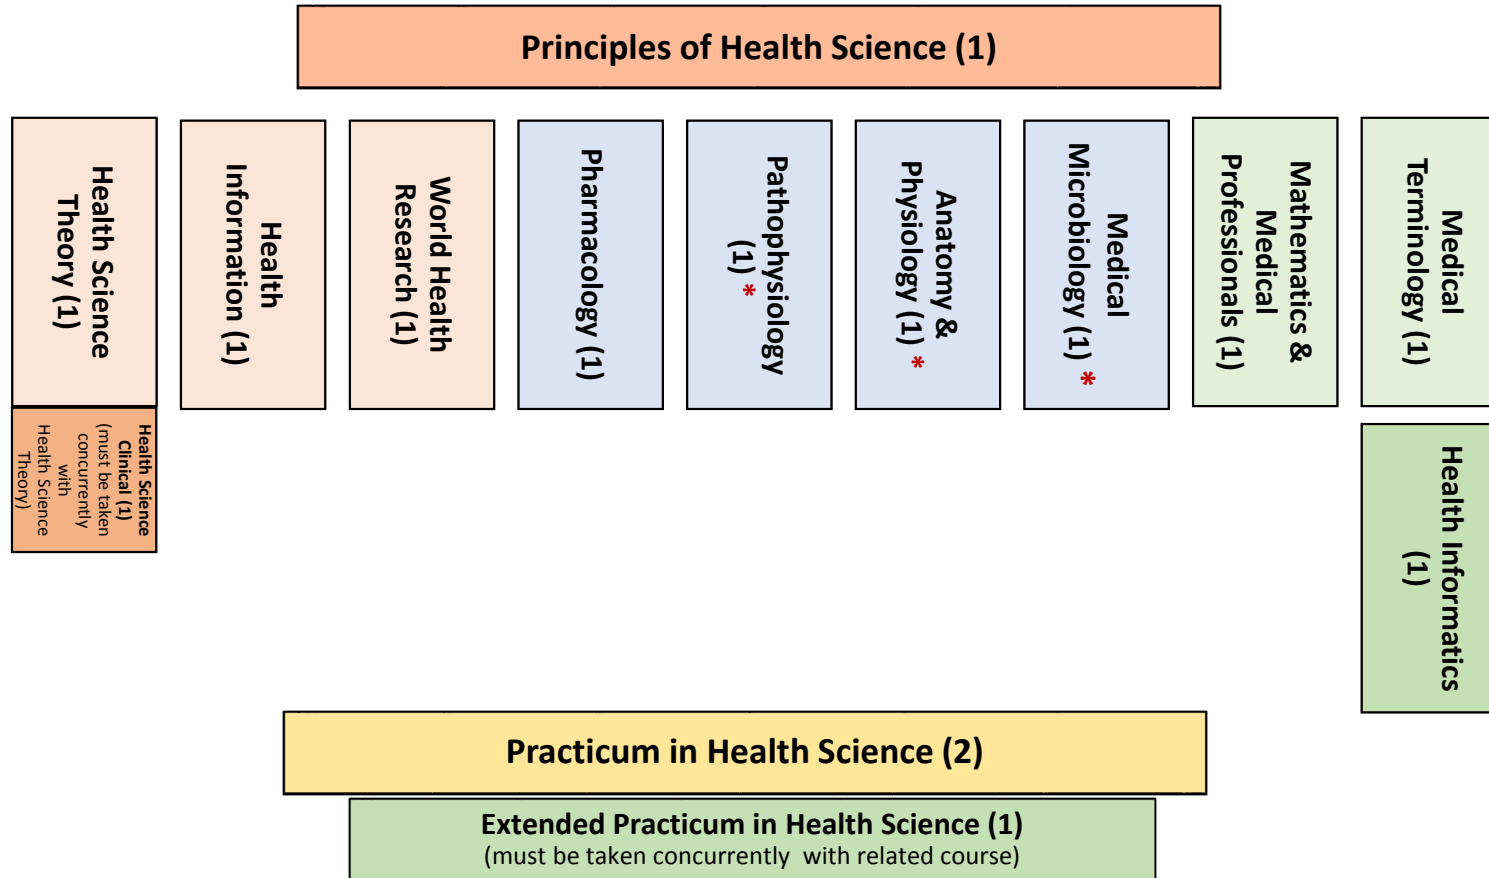 Principles of Health Science (1)
Health Science
Theory (1)
Health
Information (1)
World Health
Research (1)
Pharmacology (1)
Pathophysiology
(1) *
Anatomy &
Physiology (1) *
Medical
Microbiology (1) *
Mathematics &
Medical
Professionals (1)
Medical
Terminology (1)
Health Science
Clinical (1)
(must be taken
concurrently
with
Health Science
Theory)
Health Informatics
(1)
Practicum in Health Science (2)
Extended Practicum in Health Science (1)
(must be taken concurrently with related course)